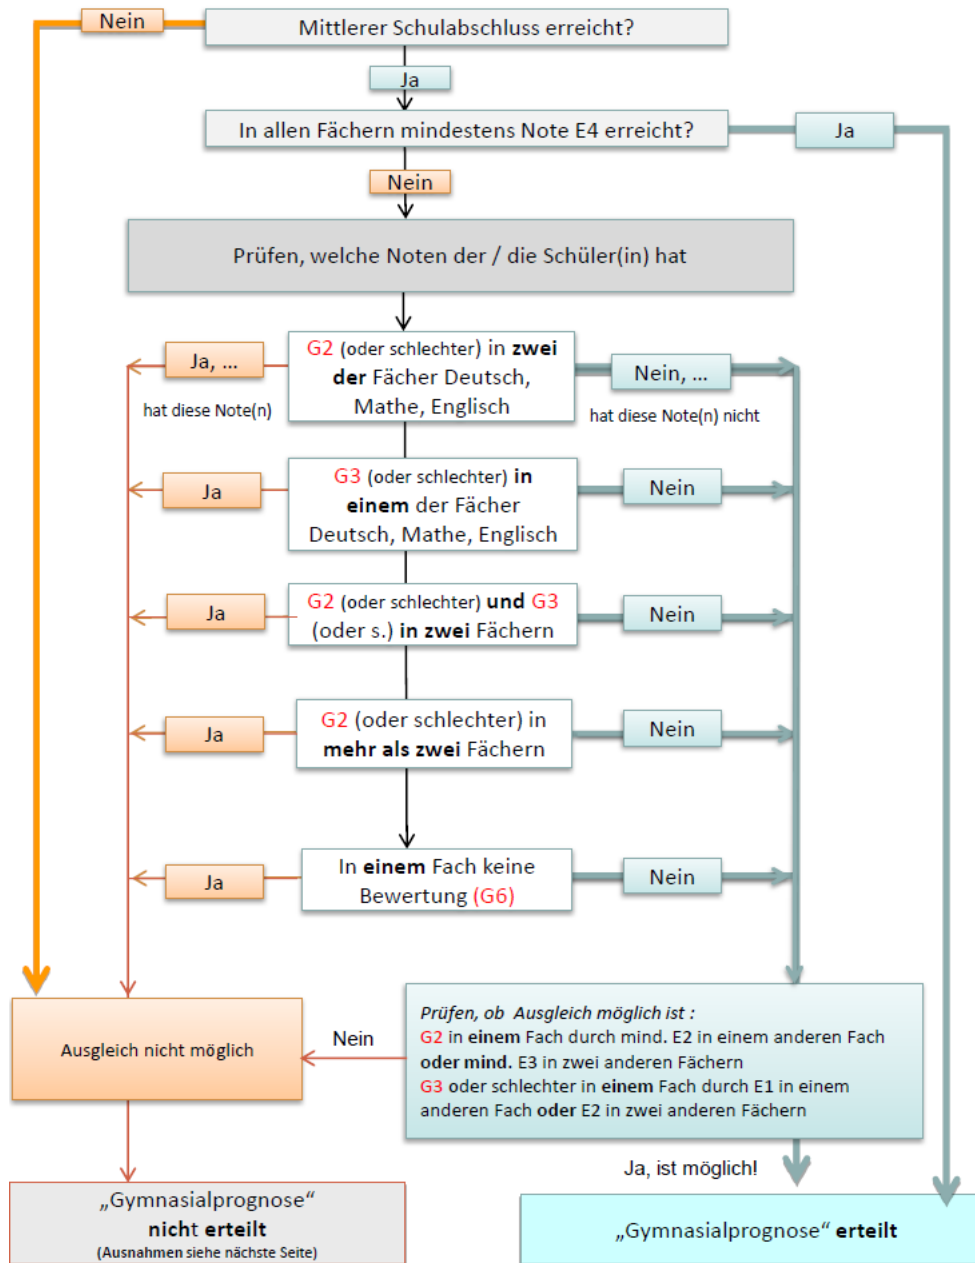 Nein
Mittlerer Schulabschluss erreicht?
Ja
In allen Fächern mindestens Note E4 erreicht?
Ja
Nein
Prüfen, welche Noten der / die Schüler(in) hat
Ja, ...
hat diese Note(n)
G2 (oder schlechter) in zwei
der Fächer Deutsch,
Mathe, Englisch
Nein, ...
hat diese Note(n) nicht
Ja
G3 (oder schlechter) in
einem der Fächer
Deutsch, Mathe, Englisch
Nein
Ja
G2 (oder schlechter) und G3
(oder s.) in zwei Fächern
Nein
Ja
G2 (oder schlechter) in
mehr als zwei Fächern
Nein
Ja
In einem Fach keine
Bewertung (G6)
Nein
Ausgleich nicht möglich
Nein
Prüfen, ob Ausgleich möglich ist :
G2 in einem Fach durch mind. E2 in einem anderen Fach
oder mind. E3 in zwei anderen Fächern
G3 oder schlechter in einem Fach durch E1 in einem
anderen Fach oder E2 in zwei anderen Fächern
Ja, ist möglich!
„Gymnasialprognose“
nicht erteilt
(Ausnahmen siehe nächste Seite)
„Gymnasialprognose“ erteilt